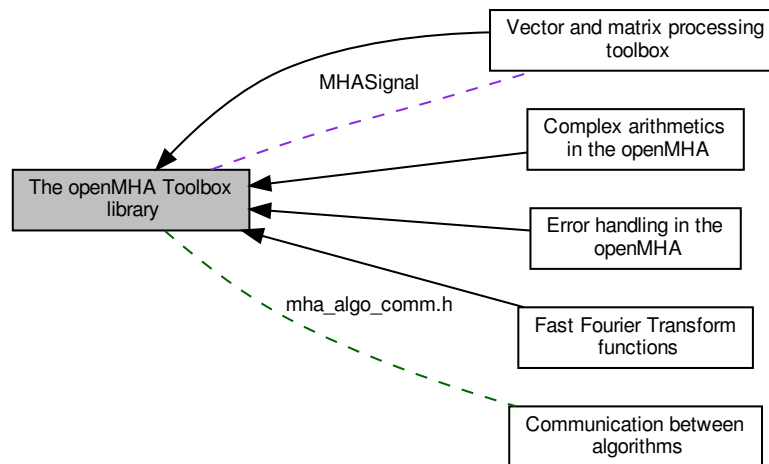 Vector and matrix processing
toolbox
MHASignal
Complex arithmetics
in the openMHA
The openMHA Toolbox
library
Error handling in the
openMHA
mha_algo_comm.h
Fast Fourier Transform
functions
Communication between
algorithms